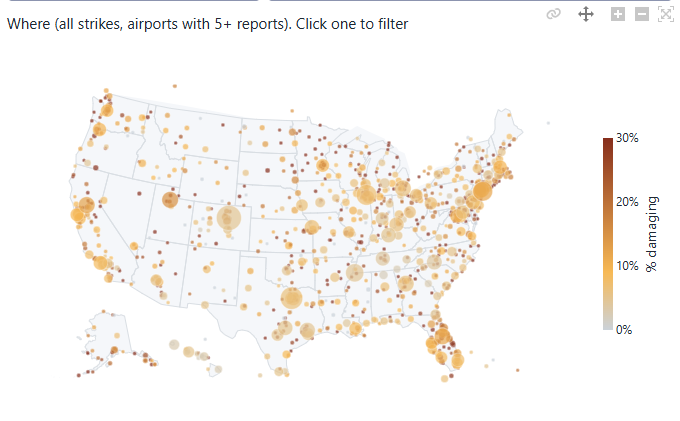 Where (all strikes, airports with 5+ reports). Click one to filter
30%
20%
10%
0%
% damaging